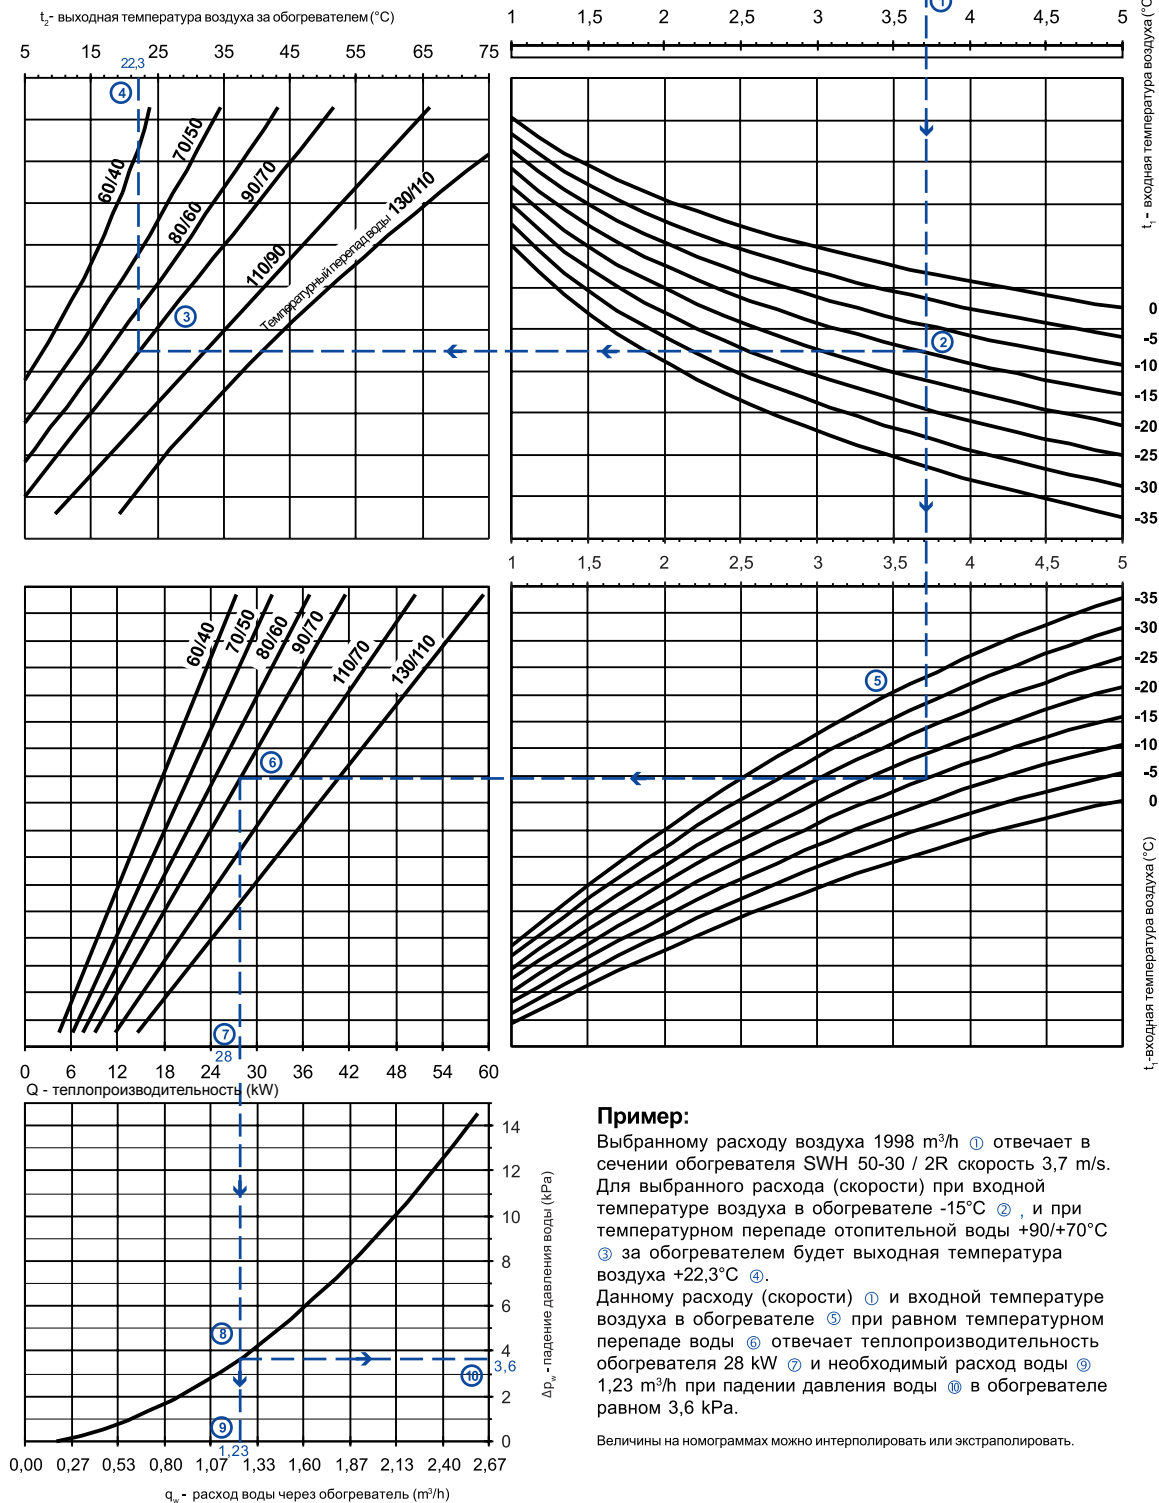 t2- выходная температура воздуха за обогревателем (°C)
5 15 25 35 45 55 65 75
22,3
④
60/40
70/50
80/60
90/70
110/90
Температурный перепад воды 130/110
③
1 1,5 2 2,5 3 3,5 4 4,5 5
①
t1- входная температура воздуха (°C)
②
0
-5
-10
-15
-20
-25
-30
-35
1 1,5 2 2,5 3 3,5 4 4,5 5
60/40
70/50
80/60
90/70
110/70
130/110
⑥
⑦
28
0 6 12 18 24 30 36 42 48 54 60
Q - теплопроизводительность (kW)
⑤
-35
-30
-25
-20
-15
-10
-5
0
t1-входная температура воздуха (°C)
14
12
10
8
6
4
3,6
2
0
Δpw - падение давления воды (kPa)
⑧
⑩
⑨
1,23
0,00 0,27 0,53 0,80 1,07 1,33 1,60 1,87 2,13 2,40 2,67
qw - расход воды через обогреватель (m³/h)
Пример:
Выбранному расходу воздуха 1998 m³/h ① отвечает в
сечении обогревателя SWH 50-30 / 2R скорость 3,7 m/s.
Для выбранного расхода (скорости) при входной
температуре воздуха в обогревателе -15°C ② , и при
температурном перепаде отопительной воды +90/+70°C
③ за обогревателем будет выходная температура
воздуха +22,3°C ④.
Данному расходу (скорости) ① и входной температуре
воздуха в обогревателе ⑤ при равном температурном
перепаде воды ⑥ отвечает теплопроизводительность
обогревателя 28 kW ⑦ и необходимый расход воды ⑨
1,23 m³/h при падении давления воды ⑩ в обогревателе
равном 3,6 kPa.
Величины на номограммах можно интерполировать или экстраполировать.